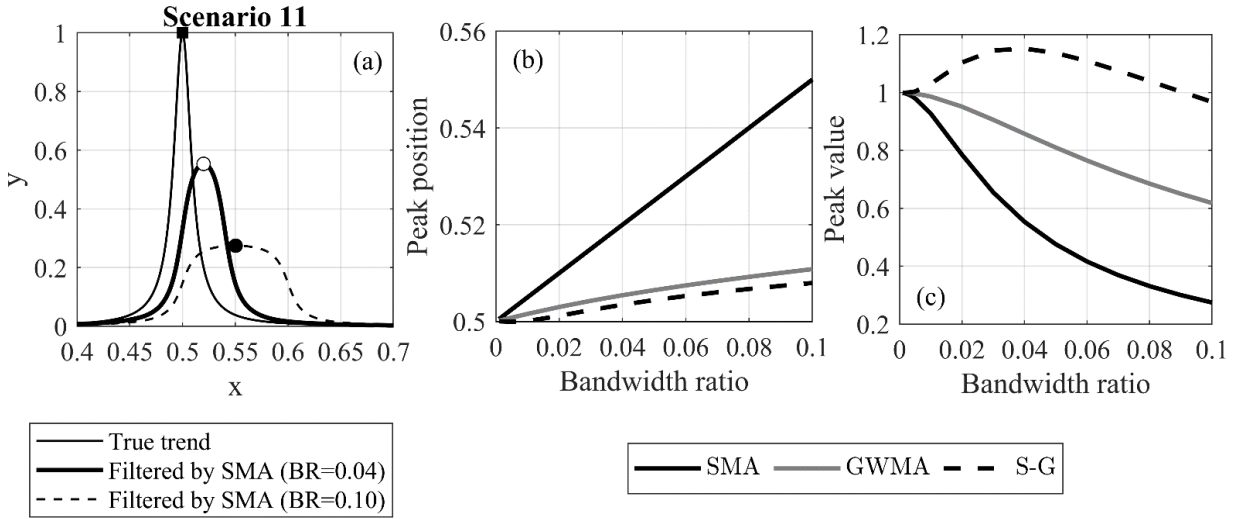 Scenario 11
(a)
1
0.8
0.6
0.4
0.2
0
y
0.4 0.45 0.5 0.55 0.6 0.65 0.7
x
True trend
Filtered by SMA (BR=0.04)
Filtered by SMA (BR=0.10)
(b)
0.56
0.54
0.52
0.5
Peak position
0 0.02 0.04 0.06 0.08 0.1
Bandwidth ratio
(c)
1.2
1
0.8
0.6
0.4
0.2
Peak value
0 0.02 0.04 0.06 0.08 0.1
Bandwidth ratio
SMA GWMA S-G